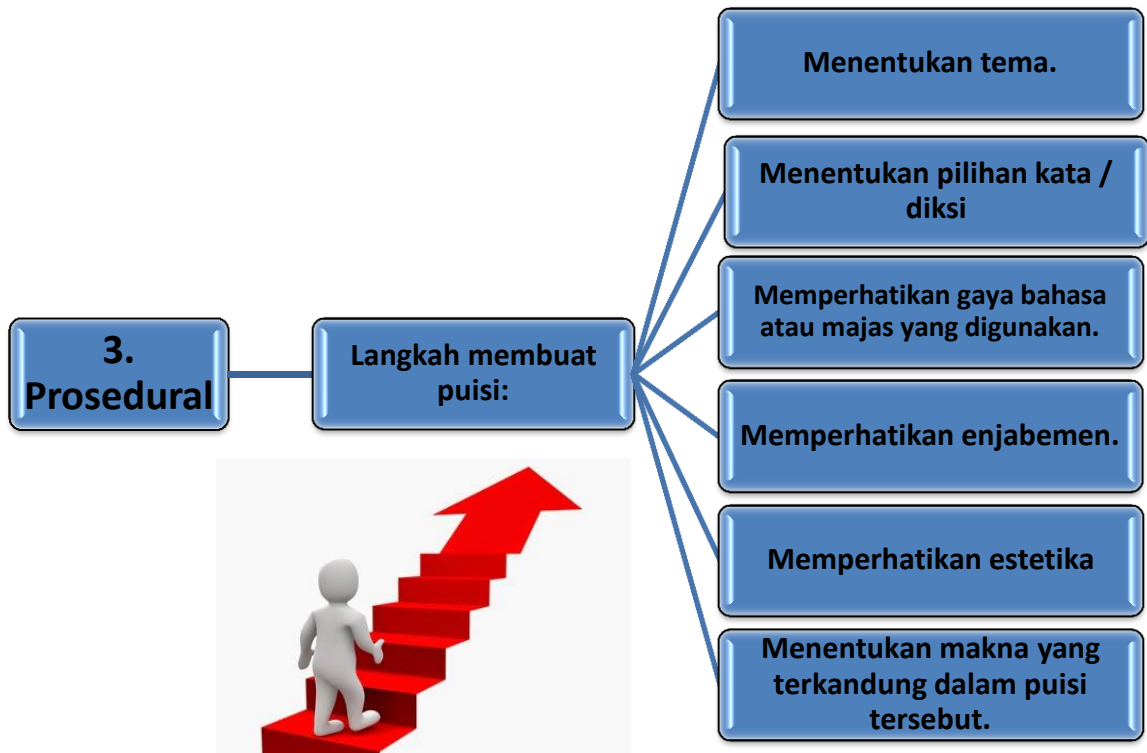 3.
Prosedural
Langkah membuat
puisi:
Menentukan tema.
Menentukan pilihan kata /
diksi
Memperhatikan gaya bahasa
atau majas yang digunakan.
Memperhatikan enjabemen.
Memperhatikan estetika
Menentukan makna yang
terkandung dalam puisi
tersebut.